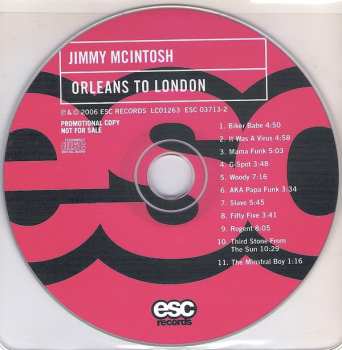 JIMMY MCINTOSH
ORLEANS TO LONDON
℗ & © 2006 ESC RECORDS LC01263 ESC 03713-2
PROMOTIONAL COPY
NOT FOR SALE
1. Biker Babe 4:50
2. It Was A Virus 4:58
3. Mama Funk 5:03
4. G-Spot 3:48
5. Woody 7:16
6. AKA Papa Funk 3:34
7. Slave 5:45
8. Fifty Five 3:41
9. Regent 8:05
10. Third Stone From
The Sun 10:29
11. The Minstral Boy 1:16
esc
records